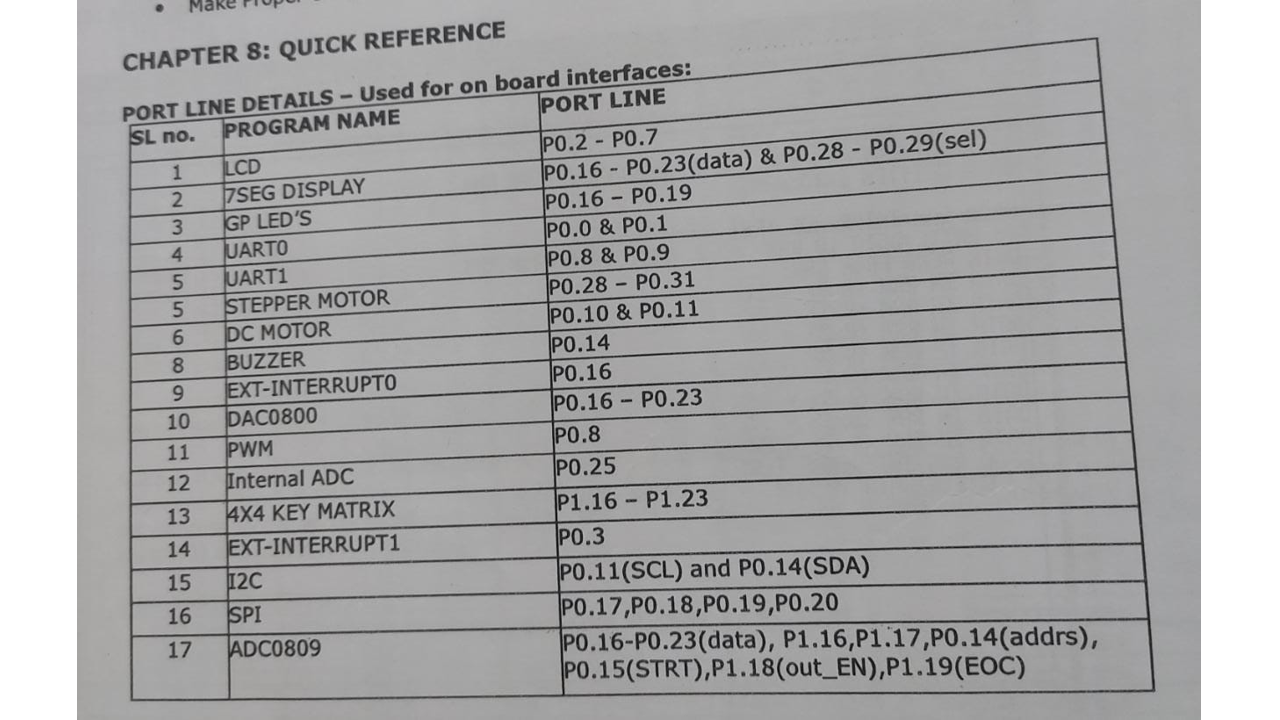 • Make Proper
CHAPTER 8: QUICK REFERENCE
PORT LINE DETAILS – Used for on board interfaces:
SL no. PROGRAM NAME PORT LINE
1 LCD P0.2 - P0.7
2 7SEG DISPLAY P0.16 - P0.23(data) & P0.28 - P0.29(sel)
3 GP LED'S P0.16 – P0.19
4 UART0 P0.0 & P0.1
5 UART1 P0.8 & P0.9
5 STEPPER MOTOR P0.28 – P0.31
6 DC MOTOR P0.10 & P0.11
8 BUZZER P0.14
9 EXT-INTERRUPT0 P0.16
10 DAC0800 P0.16 – P0.23
11 PWM P0.8
12 Internal ADC P0.25
13 4X4 KEY MATRIX P1.16 – P1.23
14 EXT-INTERRUPT1 P0.3
15 I2C P0.11(SCL) and P0.14(SDA)
16 SPI P0.17,P0.18,P0.19,P0.20
17 ADC0809 P0.16-P0.23(data), P1.16,P1.17,P0.14(addrs),
P0.15(STRT),P1.18(out_EN),P1.19(EOC)